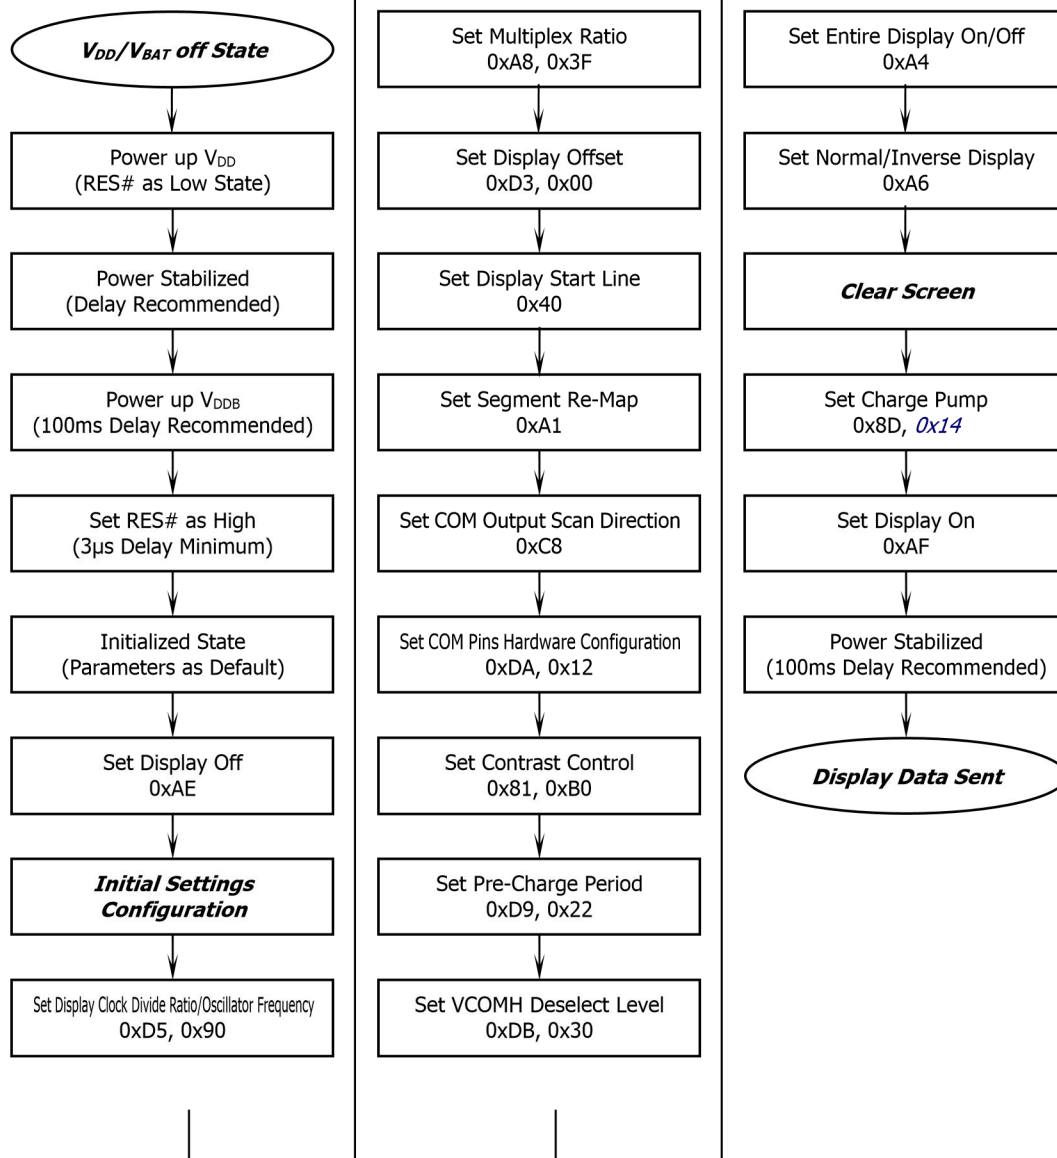 VDD/VBAT off State
Power up VDD
(RES# as Low State)
Power Stabilized
(Delay Recommended)
Power up VDDB
(100ms Delay Recommended)
Set RES# as High
(3μs Delay Minimum)
Initialized State
(Parameters as Default)
Set Display Off
0xAE
Initial Settings
Configuration
Set Display Clock Divide Ratio/Oscillator Frequency
0xD5, 0x90
Set Multiplex Ratio
0xA8, 0x3F
Set Display Offset
0xD3, 0x00
Set Display Start Line
0x40
Set Segment Re-Map
0xA1
Set COM Output Scan Direction
0xC8
Set COM Pins Hardware Configuration
0xDA, 0x12
Set Contrast Control
0x81, 0xB0
Set Pre-Charge Period
0xD9, 0x22
Set VCOMH Deselect Level
0xDB, 0x30
Set Entire Display On/Off
0xA4
Set Normal/Inverse Display
0xA6
Clear Screen
Set Charge Pump
0x8D, 0x14
Set Display On
0xAF
Power Stabilized
(100ms Delay Recommended)
Display Data Sent